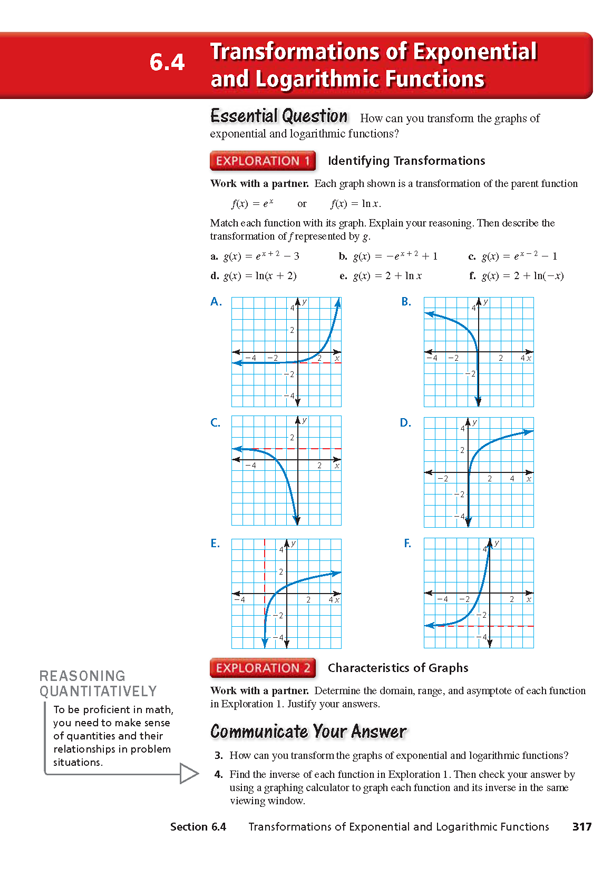 6.4
Transformations of Exponential
and Logarithmic Functions
Essential Question How can you transform the graphs of
exponential and logarithmic functions?
EXPLORATION 1 Identifying Transformations
Work with a partner. Each graph shown is a transformation of the parent function
f(x) = e^x or f(x) = ln x.
Match each function with its graph. Explain your reasoning. Then describe the
transformation of f represented by g.
a. g(x) = e^(x + 2) − 3 b. g(x) = −e^(x + 2) + 1 c. g(x) = e^(x − 2) − 1
d. g(x) = ln(x + 2) e. g(x) = 2 + ln x f. g(x) = 2 + ln(−x)
A. B.
4 y 4 y
2
−4 −2 2 x −4 −2 2 4 x
−2 −2
−4
C. D.
y 4 y
2 2
−4 2 x −2 2 4 x
−2
−4
E. F.
4 y 4 y
2
−4 2 4 x −4 −2 2 x
−2 −2
−4 −4
EXPLORATION 2 Characteristics of Graphs
Work with a partner. Determine the domain, range, and asymptote of each function
in Exploration 1. Justify your answers.
REASONING
QUANTITATIVELY
To be proficient in math,
you need to make sense
of quantities and their
relationships in problem
situations.
Communicate Your Answer
3. How can you transform the graphs of exponential and logarithmic functions?
4. Find the inverse of each function in Exploration 1. Then check your answer by
using a graphing calculator to graph each function and its inverse in the same
viewing window.
Section 6.4 Transformations of Exponential and Logarithmic Functions 317